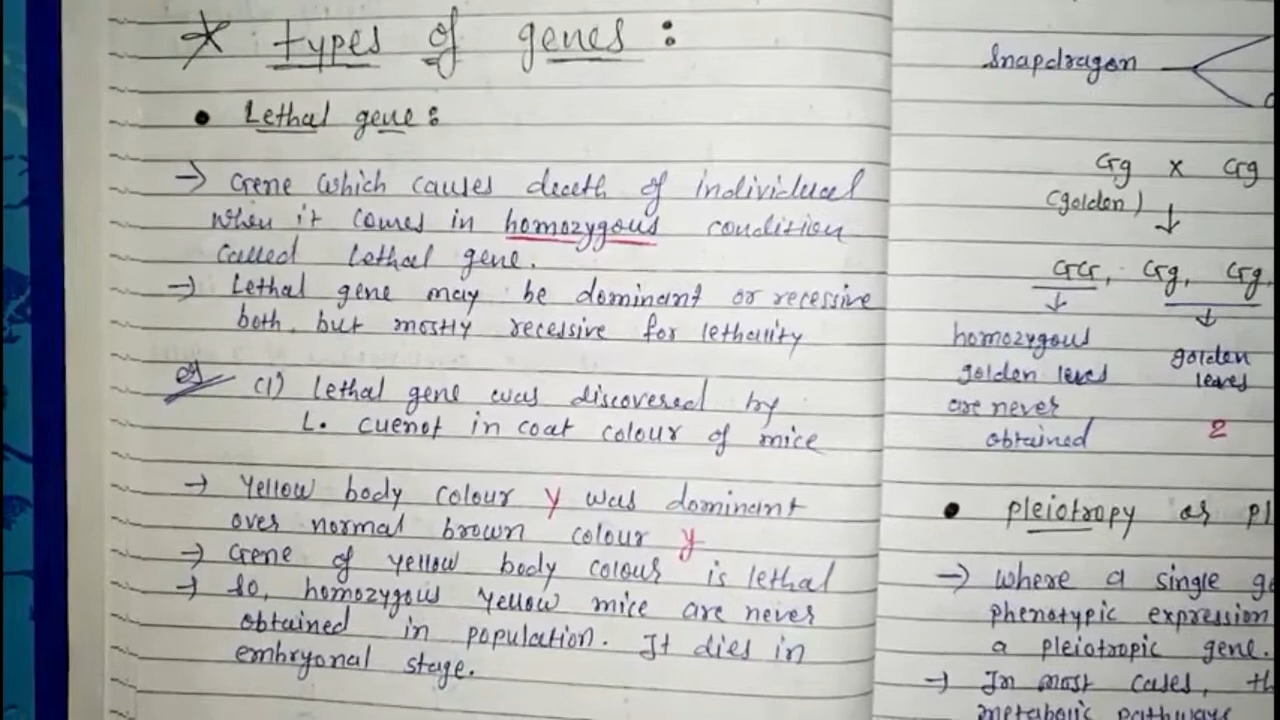 * types of genes :
• Lethal gene :
→ Gene which causes death of individual
when it comes in homozygous condition
called lethal gene.
→ Lethal gene may be dominant or recessive
both, but mostly recessive for lethality
eg (1) Lethal gene was discovered by
L. cuenot in coat colour of mice
→ Yellow body colour Y was dominant
over normal brown colour y
→ Gene of yellow body colour is lethal
→ so, homozygous yellow mice are never
obtained in population. It dies in
embryonal stage.
Snapdragon
Gg x Gg
(golden) ↓
GG, Gg, Gg,
↓ ↓
homozygous
golden leves
are never
obtained
golden
leaves
2
• pleiotropy or pl
→ where a single g
phenotypic expression
a pleiotropic gene.
→ In most cases, th
metabolic pathways